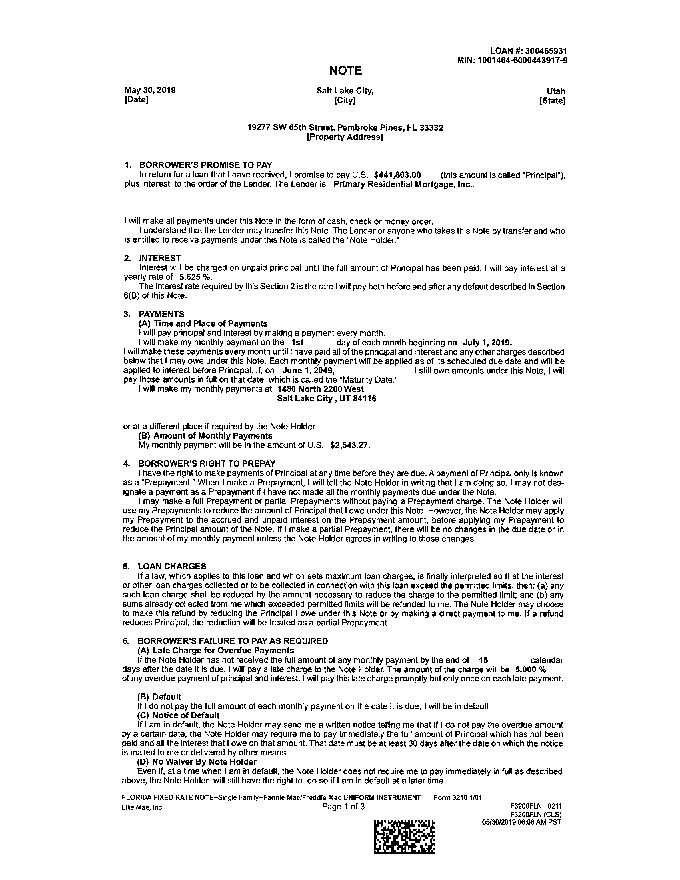 LOAN #: 300465931
MIN: 1001464-6000443917-9
NOTE
May 30, 2019 Salt Lake City, Utah
[Date] [City] [State]
19277 SW 65th Street, Pembroke Pines, FL 33332
[Property Address]
1. BORROWER'S PROMISE TO PAY
In return for a loan that I have received, I promise to pay U.S. $441,803.00 (this amount is called "Principal"),
plus interest, to the order of the Lender. The Lender is Primary Residential Mortgage, Inc..
I will make all payments under this Note in the form of cash, check or money order.
I understand that the Lender may transfer this Note. The Lender or anyone who takes this Note by transfer and who
is entitled to receive payments under this Note is called the "Note Holder."
2. INTEREST
Interest will be charged on unpaid principal until the full amount of Principal has been paid. I will pay interest at a
yearly rate of 5.625 %.
The interest rate required by this Section 2 is the rate I will pay both before and after any default described in Section
6(B) of this Note.
3. PAYMENTS
(A) Time and Place of Payments
I will pay principal and interest by making a payment every month.
I will make my monthly payment on the 1st day of each month beginning on July 1, 2019.
I will make these payments every month until I have paid all of the principal and interest and any other charges described
below that I may owe under this Note. Each monthly payment will be applied as of its scheduled due date and will be
applied to interest before Principal. If, on June 1, 2049, I still owe amounts under this Note, I will
pay those amounts in full on that date, which is called the "Maturity Date."
I will make my monthly payments at 1480 North 2200 West
Salt Lake City, UT 84116
or at a different place if required by the Note Holder.
(B) Amount of Monthly Payments
My monthly payment will be in the amount of U.S. $2,543.27.
4. BORROWER'S RIGHT TO PREPAY
I have the right to make payments of Principal at any time before they are due. A payment of Principal only is known
as a "Prepayment." When I make a Prepayment, I will tell the Note Holder in writing that I am doing so. I may not des-
ignate a payment as a Prepayment if I have not made all the monthly payments due under the Note.
I may make a full Prepayment or partial Prepayments without paying a Prepayment charge. The Note Holder will
use my Prepayments to reduce the amount of Principal that I owe under this Note. However, the Note Holder may apply
my Prepayment to the accrued and unpaid interest on the Prepayment amount, before applying my Prepayment to
reduce the Principal amount of the Note. If I make a partial Prepayment, there will be no changes in the due date or in
the amount of my monthly payment unless the Note Holder agrees in writing to those changes.
5. LOAN CHARGES
If a law, which applies to this loan and which sets maximum loan charges, is finally interpreted so that the interest
or other loan charges collected or to be collected in connection with this loan exceed the permitted limits, then: (a) any
such loan charge shall be reduced by the amount necessary to reduce the charge to the permitted limit; and (b) any
sums already collected from me which exceeded permitted limits will be refunded to me. The Note Holder may choose
to make this refund by reducing the Principal I owe under this Note or by making a direct payment to me. If a refund
reduces Principal, the reduction will be treated as a partial Prepayment.
6. BORROWER'S FAILURE TO PAY AS REQUIRED
(A) Late Charge for Overdue Payments
If the Note Holder has not received the full amount of any monthly payment by the end of 15 calendar
days after the date it is due, I will pay a late charge to the Note Holder. The amount of the charge will be 5.000 %
of my overdue payment of principal and interest. I will pay this late charge promptly but only once on each late payment.
(B) Default
If I do not pay the full amount of each monthly payment on the date it is due, I will be in default.
(C) Notice of Default
If I am in default, the Note Holder may send me a written notice telling me that if I do not pay the overdue amount
by a certain date, the Note Holder may require me to pay immediately the full amount of Principal which has not been
paid and all the interest that I owe on that amount. That date must be at least 30 days after the date on which the notice
is mailed to me or delivered by other means.
(D) No Waiver By Note Holder
Even if, at a time when I am in default, the Note Holder does not require me to pay immediately in full as described
above, the Note Holder will still have the right to do so if I am in default at a later time.
FLORIDA FIXED RATE NOTE--Single Family--Fannie Mae/Freddie Mac UNIFORM INSTRUMENT Form 3210 1/01
Ellie Mae, Inc. Page 1 of 3 F3200FLN 0211
F3200FLN (CLS)
05/30/2019 06:06 AM PST